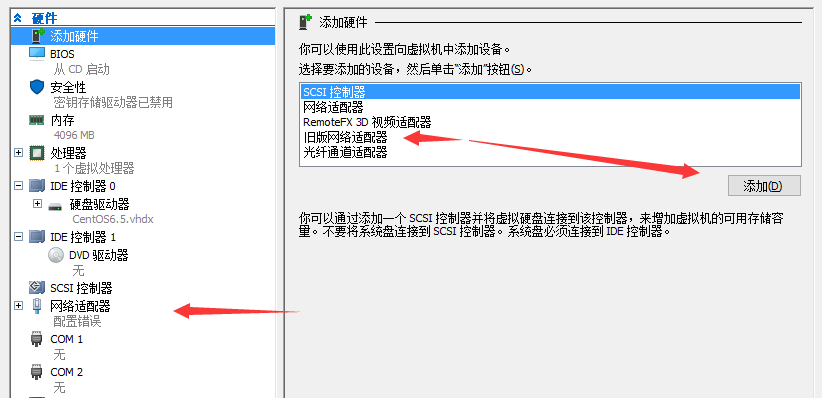 硬件
添加硬件
BIOS
从 CD 启动
安全性
密钥存储驱动器已禁用
内存
4096 MB
处理器
1 个虚拟处理器
IDE 控制器 0
硬盘驱动器
CentOS6.5.vhdx
IDE 控制器 1
DVD 驱动器
无
SCSI 控制器
网络适配器
配置错误
COM 1
无
COM 2
无
添加硬件
你可以使用此设置向虚拟机中添加设备。
选择要添加的设备，然后单击"添加"按钮(S)。
SCSI 控制器
网络适配器
RemoteFX 3D 视频适配器
旧版网络适配器
光纤通道适配器
添加(D)
你可以通过添加一个 SCSI 控制器并将虚拟硬盘连接到该控制器，来增加虚拟机的可用存储容
量。不要将系统盘连接到 SCSI 控制器。系统盘必须连接到 IDE 控制器。